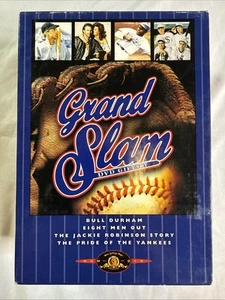 Grand
Slam
DVD GIFT SET
BULL DURHAM
EIGHT MEN OUT
THE JACKIE ROBINSON STORY
THE PRIDE OF THE YANKEES